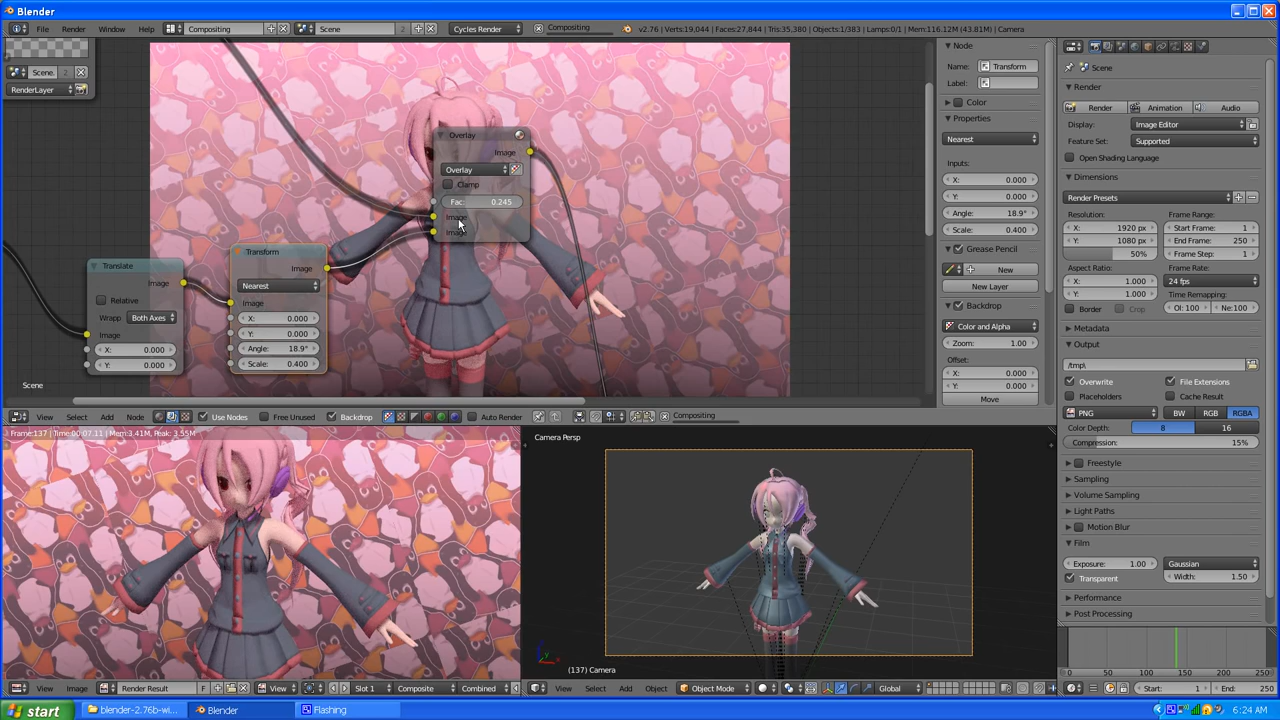 Blender
File Render Window Help Compositing Scene 2 Cycles Render Compositing v2.76 | Verts:19,044 | Faces:27,844 | Tris:35,380 | Objects:1/383 | Lamps:0/1 | Mem:116.12M (43.81M) | Camera
Scene. 2
RenderLayer
Overlay
Image
Overlay
Clamp
Fac: 0.245
Image
Image
Transform
Image
Nearest
Image
X: 0.000
Y: 0.000
Angle: 18.9°
Scale: 0.400
Translate
Image
Relative
Wrapp Both Axes
Image
X: 0.000
Y: 0.000
Scene
Node
Name: Transform
Label:
Color
Properties
Nearest
Inputs:
X: 0.000
Y: 0.000
Angle: 18.9°
Scale: 0.400
Grease Pencil
New
New Layer
Backdrop
Color and Alpha
Zoom: 1.00
Offset:
X: 0.000
Y: 0.000
Move
View Select Add Node Use Nodes Free Unused Backdrop Auto Render Compositing
Frame:137 | Time:00:07.11 | Mem:3.41M, Peak: 3.55M
View Image Render Result F View Slot 1 Composite Combined
Camera Persp
(137) Camera
View Select Add Object Object Mode Global
Scene
Render
Render Animation Audio
Display: Image Editor
Feature Set: Supported
Open Shading Language
Dimensions
Render Presets
Resolution: Frame Range:
X: 1920 px Start Frame: 1
Y: 1080 px End Frame: 250
50% Frame Step: 1
Aspect Ratio: Frame Rate:
X: 1.000 24 fps
Y: 1.000 Time Remapping:
Border Crop Ol: 100 Ne:100
Metadata
Output
/tmp\
Overwrite File Extensions
Placeholders Cache Result
PNG BW RGB RGBA
Color Depth: 8 16
Compression: 15%
Freestyle
Sampling
Volume Sampling
Light Paths
Motion Blur
Film
Exposure: 1.00 Gaussian
Transparent Width: 1.50
Performance
Post Processing
0 50 100 150 200 250
Start: 1 End: 250
start blender-2.76b-wi... Blender Flashing 6:24 AM